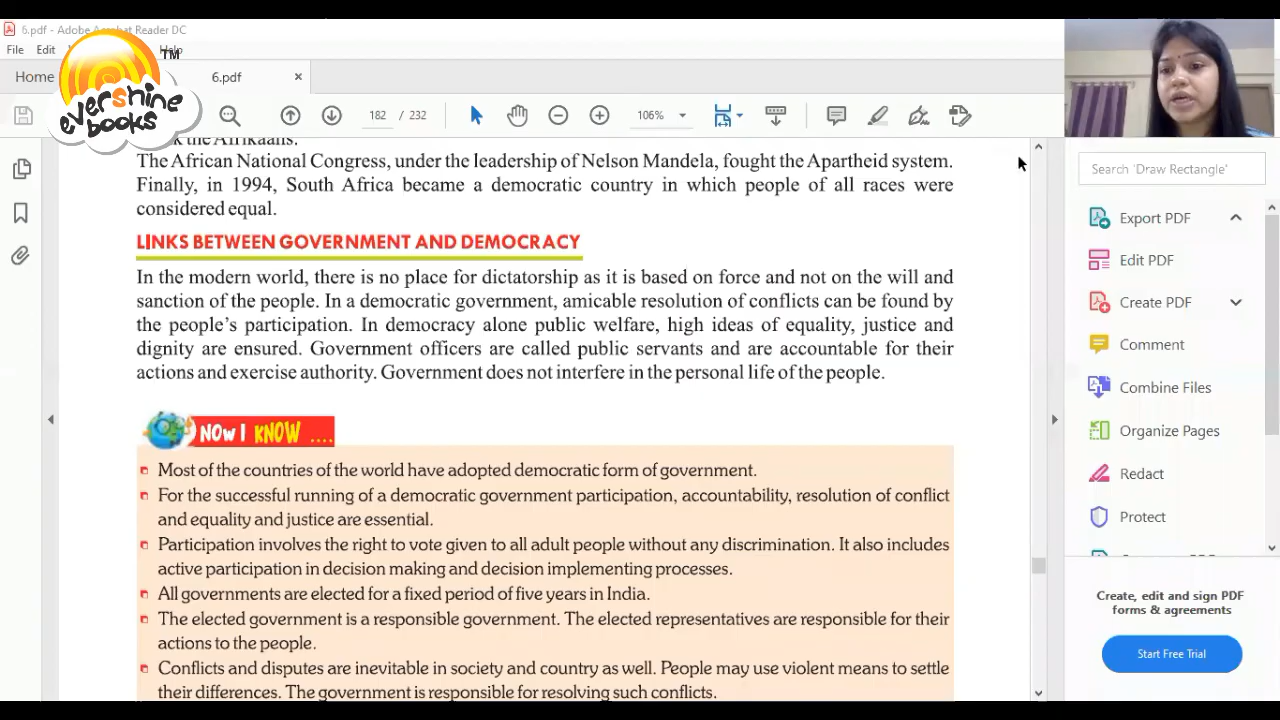 6.pdf - Adobe Acrobat Reader DC
File Edit Help
TM
evershine books
Home
6.pdf
182 / 232
106%
the Afrikaans.
The African National Congress, under the leadership of Nelson Mandela, fought the Apartheid system.
Finally, in 1994, South Africa became a democratic country in which people of all races were
considered equal.
LINKS BETWEEN GOVERNMENT AND DEMOCRACY
In the modern world, there is no place for dictatorship as it is based on force and not on the will and
sanction of the people. In a democratic government, amicable resolution of conflicts can be found by
the people's participation. In democracy alone public welfare, high ideas of equality, justice and
dignity are ensured. Government officers are called public servants and are accountable for their
actions and exercise authority. Government does not interfere in the personal life of the people.
Now I KNOW ....
Most of the countries of the world have adopted democratic form of government.
For the successful running of a democratic government participation, accountability, resolution of conflict
and equality and justice are essential.
Participation involves the right to vote given to all adult people without any discrimination. It also includes
active participation in decision making and decision implementing processes.
All governments are elected for a fixed period of five years in India.
The elected government is a responsible government. The elected representatives are responsible for their
actions to the people.
Conflicts and disputes are inevitable in society and country as well. People may use violent means to settle
their differences. The government is responsible for resolving such conflicts.
Search 'Draw Rectangle'
Export PDF
Edit PDF
Create PDF
Comment
Combine Files
Organize Pages
Redact
Protect
Create, edit and sign PDF
forms & agreements
Start Free Trial